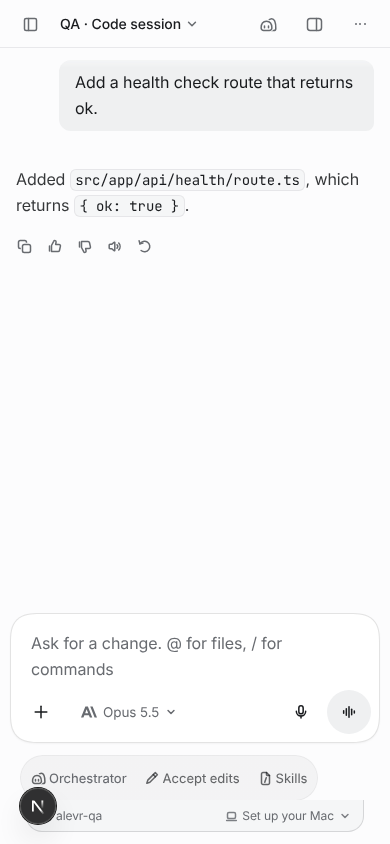 QA · Code session
Add a health check route that returns
ok.
Added src/app/api/health/route.ts, which
returns { ok: true }.
Ask for a change. @ for files, / for
commands
Opus 5.5
Orchestrator Accept edits Skills
N
alevr-qa Set up your Mac